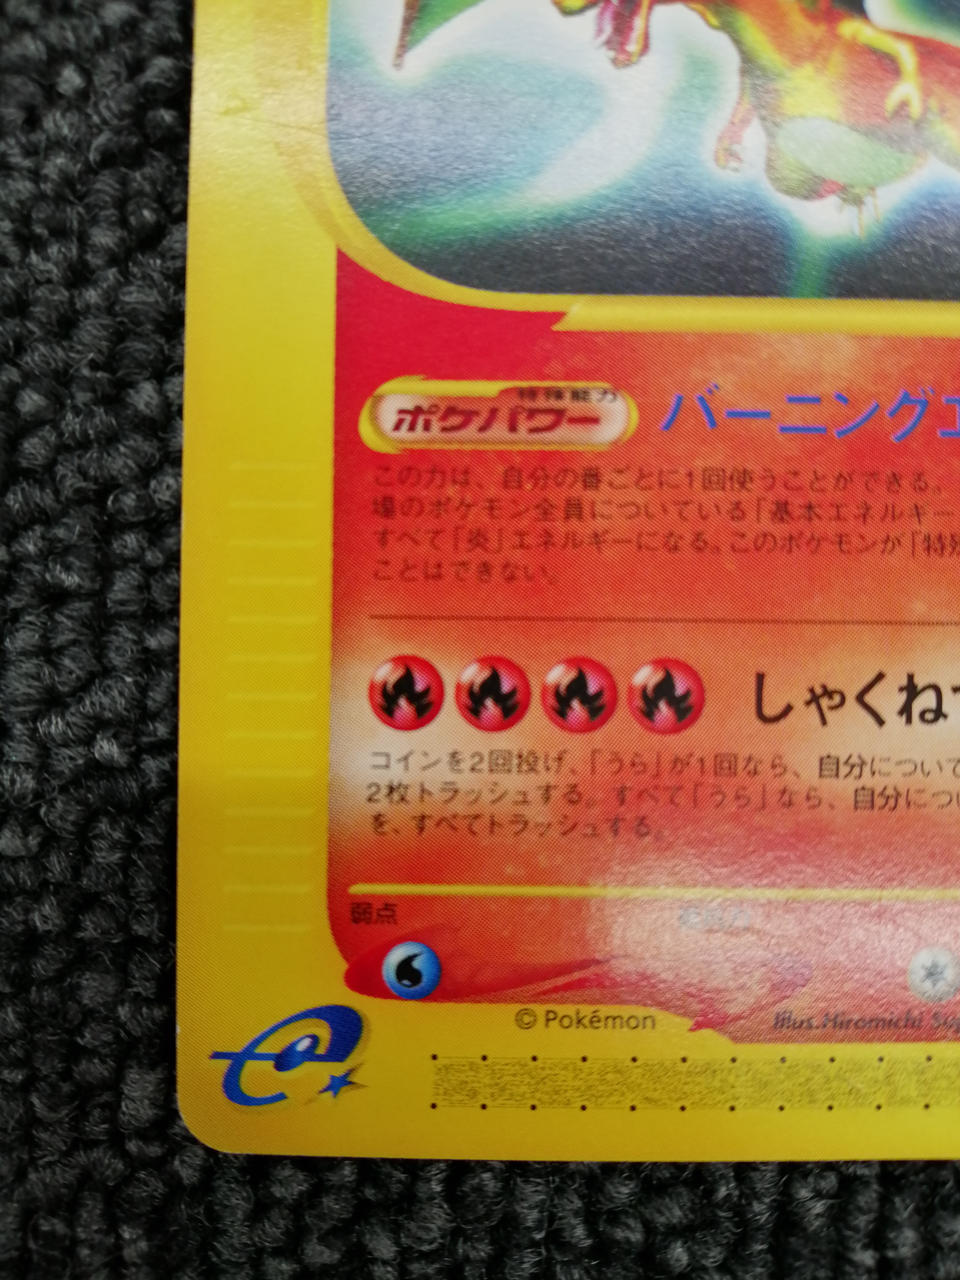 特殊能力
ポケパワー バーニングエ
この力は、自分の番ごとに1回使うことができる。
場のポケモン全員についている「基本エネルギー
すべて「炎」エネルギーになる。このポケモンが「特殊
ことはできない。
しゃくねつ
コインを2回投げ、「うら」が1回なら、自分について
2枚トラッシュする。すべて「うら」なら、自分につい
を、すべてトラッシュする。
弱点
© Pokémon Illus. Hiromichi Sug
e